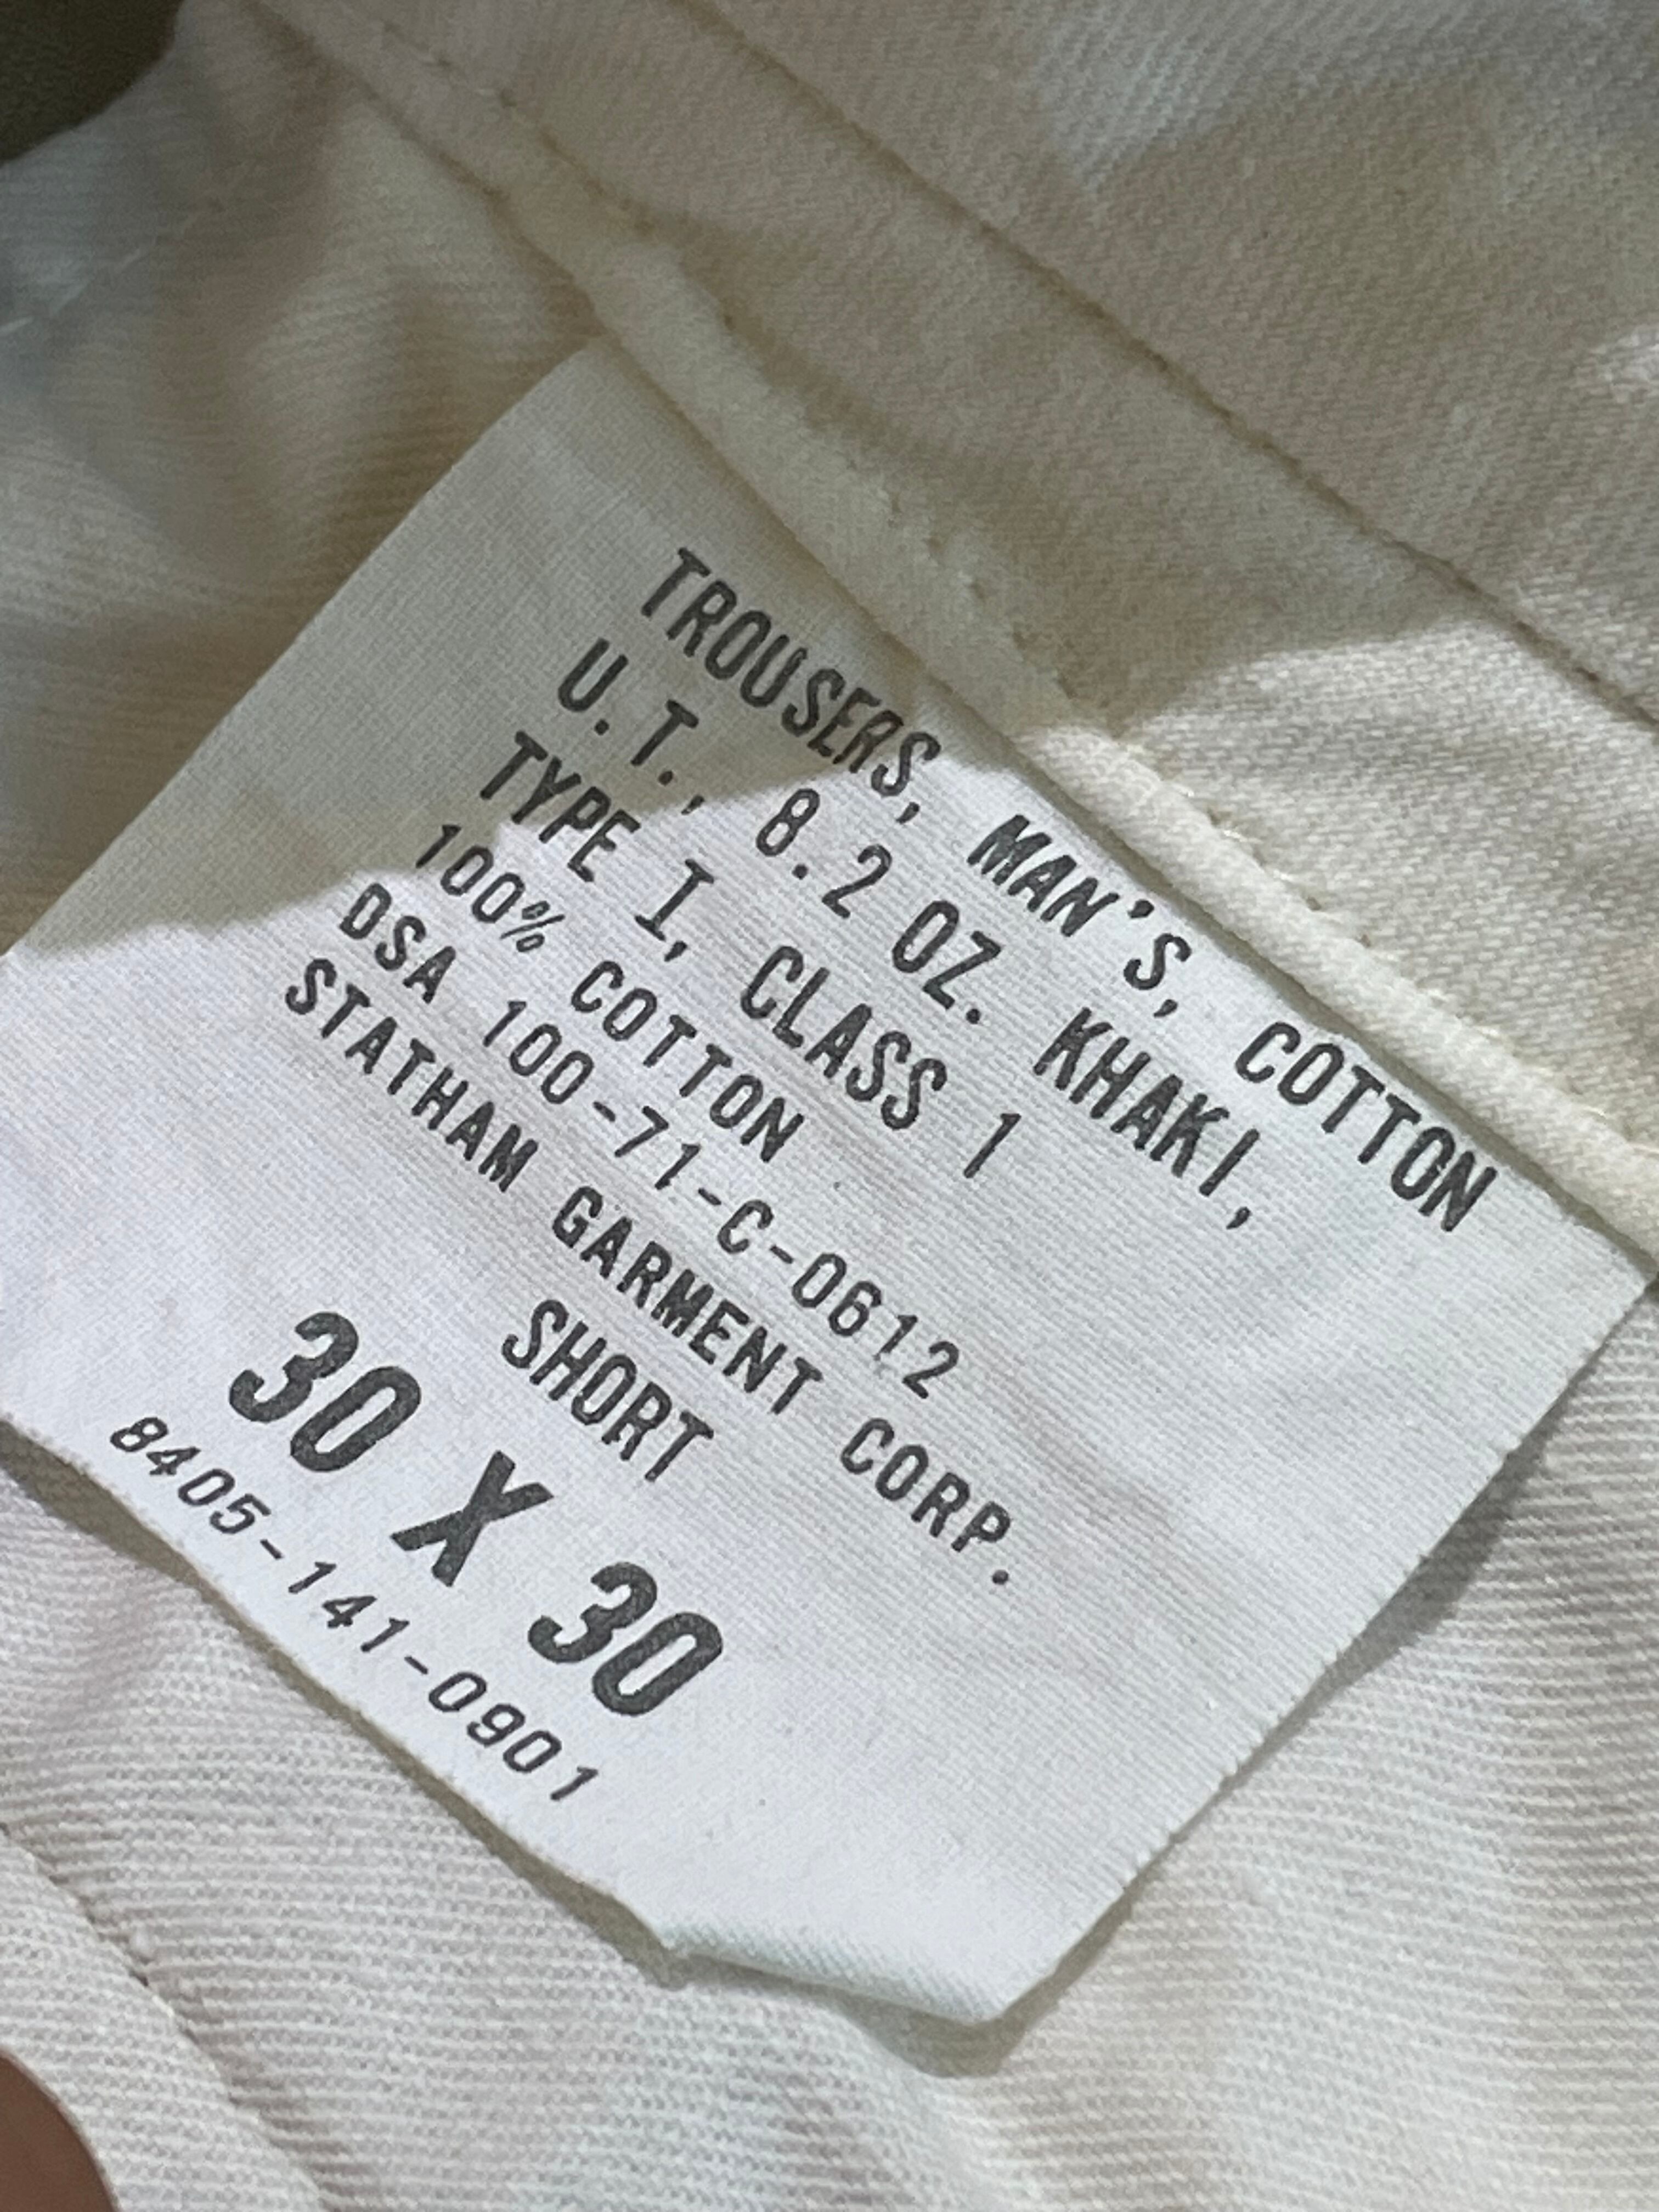 TROUSERS, MAN'S, COTTON
U.T., 8.2 OZ. KHAKI,
TYPE I, CLASS 1
100% COTTON
DSA 100-71-C-0612
STATHAM GARMENT CORP.
SHORT
30 X 30
8405-141-0901